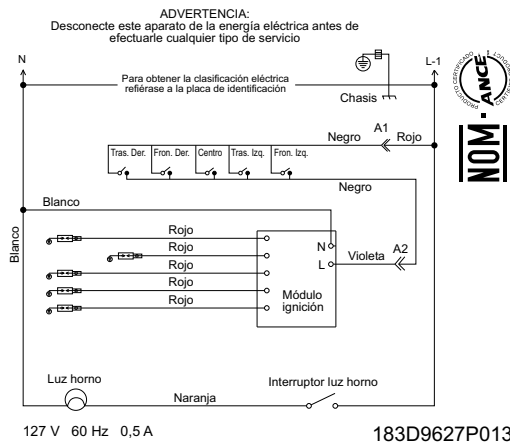 ADVERTENCIA:
Desconecte este aparato de la energía eléctrica antes de
efectuarle cualquier tipo de servicio
N
L-1
Para obtener la clasificación eléctrica
refiérase a la placa de identificación
Chasis
PRODUCTO CERTIFICADO
ANCE
NOM
Negro
A1
Rojo
Tras. Der.
Fron. Der.
Centro
Tras. Izq.
Fron. Izq.
Negro
Blanco
Blanco
Rojo
Rojo
Rojo
Rojo
Rojo
N
L
Violeta
A2
Módulo
ignición
Luz horno
Naranja
Interruptor luz horno
127 V 60 Hz 0,5 A
183D9627P013